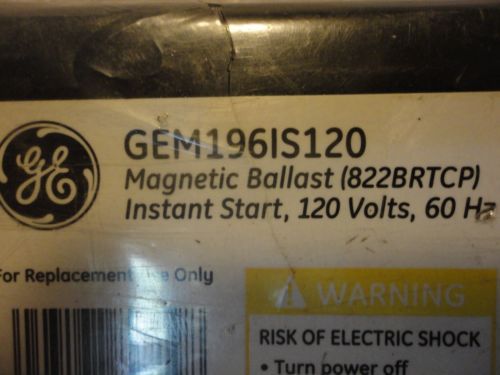 GE
GEM196IS120
Magnetic Ballast (822BRTCP)
Instant Start, 120 Volts, 60 Hz
For Replacement Use Only
WARNING
RISK OF ELECTRIC SHOCK
• Turn power off